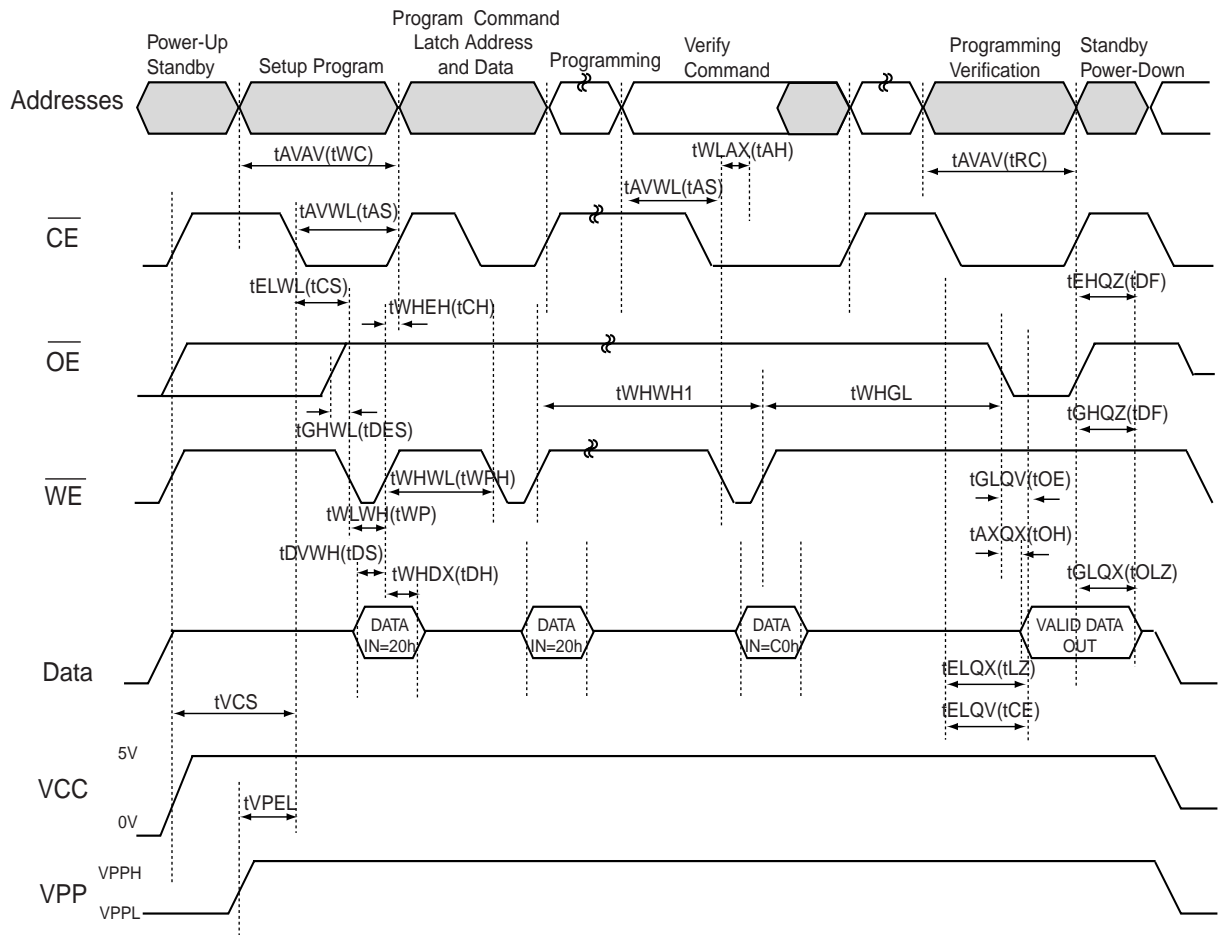 Power-Up
Standby
Setup Program
Program Command
Latch Address
and Data
Programming
Verify
Command
Programming
Verification
Standby
Power-Down
Addresses
tAVAV(tWC)
tWLAX(tAH)
tAVAV(tRC)
tAVWL(tAS)
tAVWL(tAS)
CE
tELWL(tCS)
tWHEH(tCH)
tEHQZ(tDF)
OE
tWHWH1
tWHGL
tGHWL(tDES)
tGHQZ(tDF)
WE
tWHWL(tWPH)
tGLQV(tOE)
tWLWH(tWP)
tAXQX(tOH)
tDVWH(tDS)
tWHDX(tDH)
tGLQX(tOLZ)
DATA
IN=20h
DATA
IN=20h
DATA
IN=C0h
VALID DATA
OUT
Data
tELQX(tLZ)
tVCS
tELQV(tCE)
5V
VCC
0V
tVPEL
VPPH
VPP
VPPL